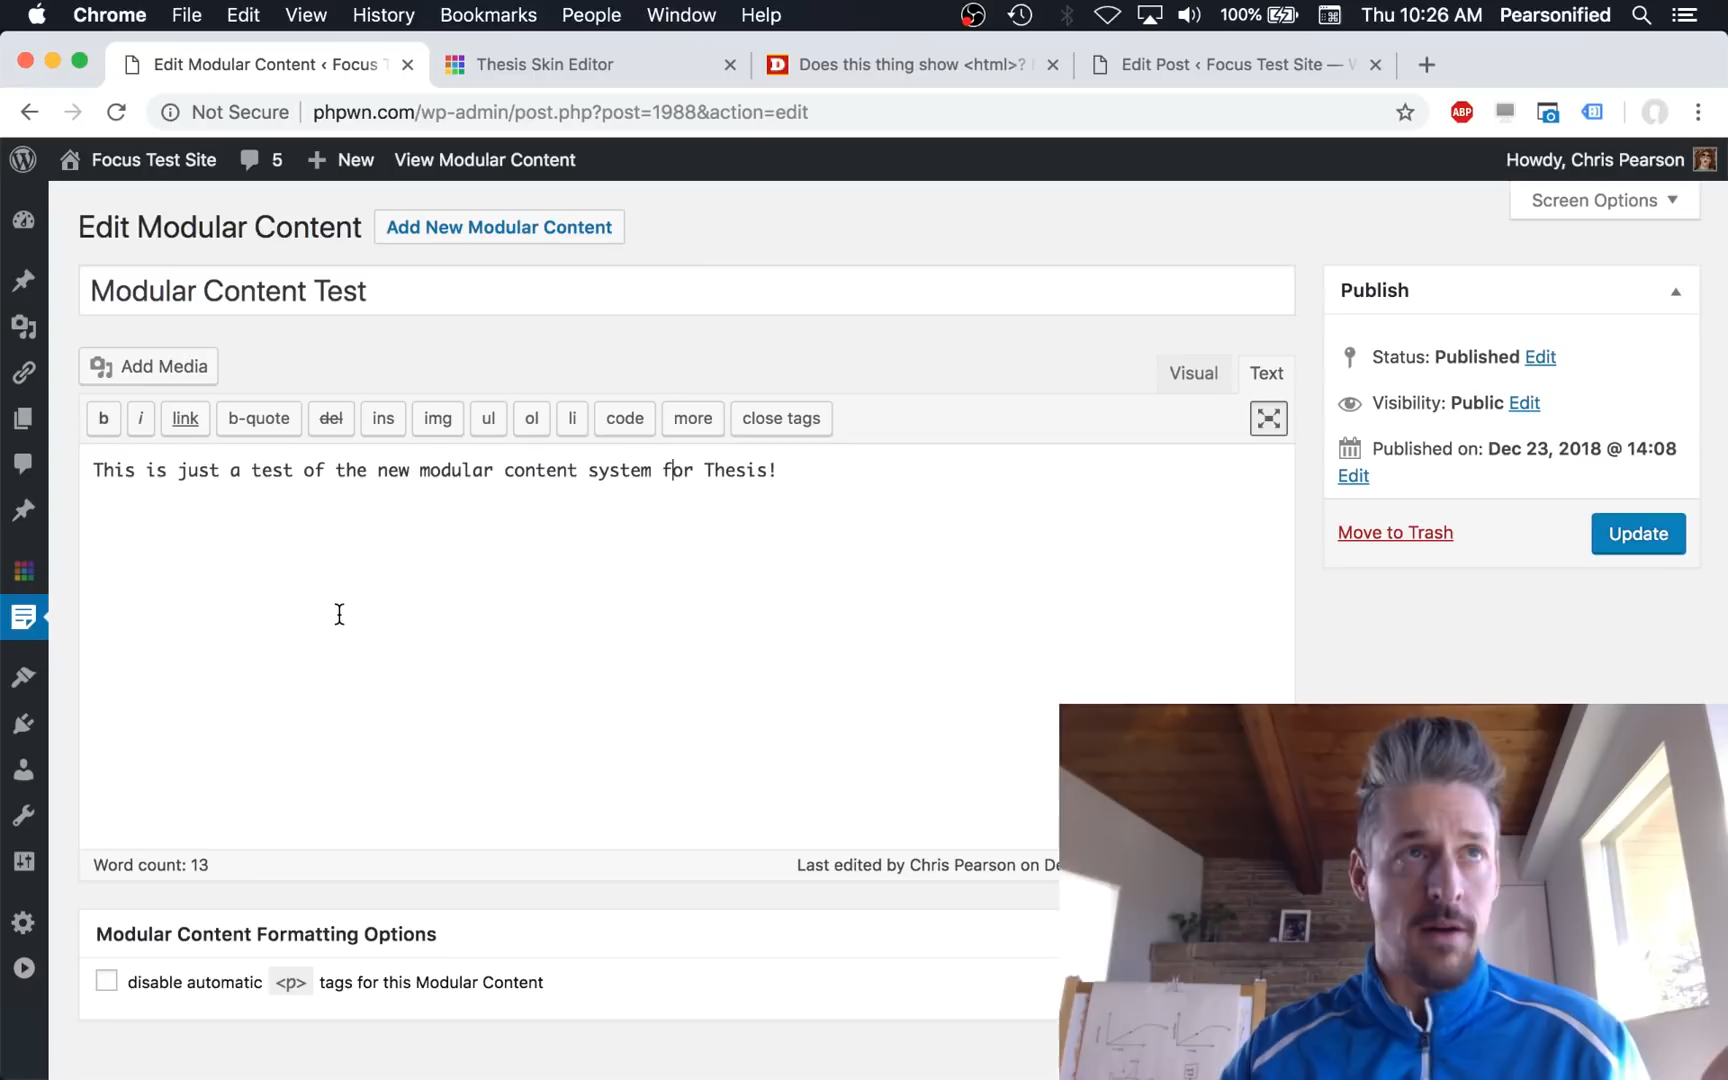 Chrome File Edit View History Bookmarks People Window Help 100% Thu 10:26 AM Pearsonified
Edit Modular Content ‹ Focus T
Thesis Skin Editor
Does this thing show <html>?
Edit Post ‹ Focus Test Site —
Not Secure phpwn.com/wp-admin/post.php?post=1988&action=edit ABP
Focus Test Site 5 New View Modular Content Howdy, Chris Pearson
Screen Options
Edit Modular Content Add New Modular Content
Modular Content Test
Publish
Add Media
Visual Text
Status: Published Edit
b i link b-quote del ins img ul ol li code more close tags
Visibility: Public Edit
Published on: Dec 23, 2018 @ 14:08
Edit
This is just a test of the new modular content system for Thesis!
Move to Trash
Update
Word count: 13
Last edited by Chris Pearson on De
Modular Content Formatting Options
disable automatic <p> tags for this Modular Content